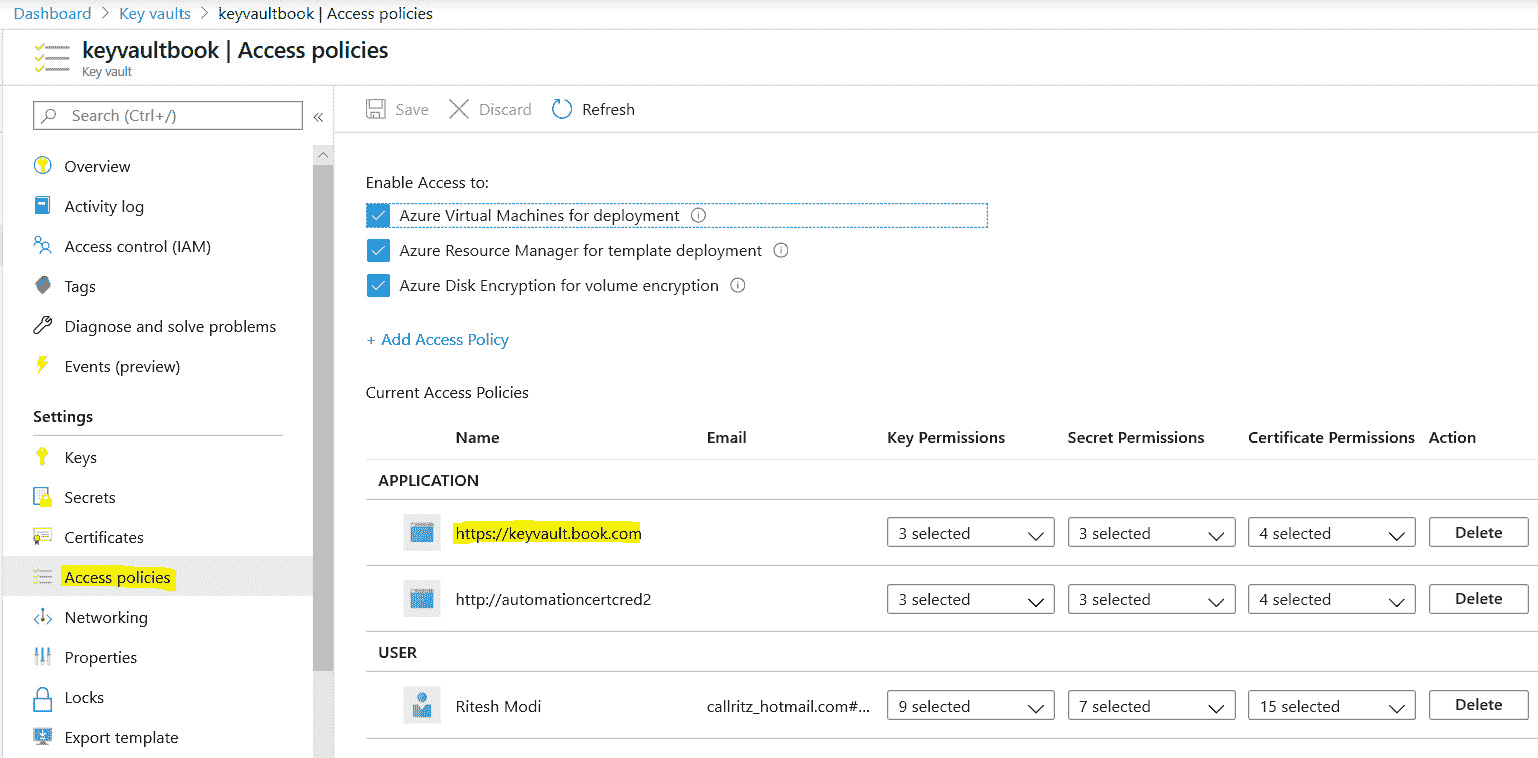 Dashboard > Key vaults > keyvaultbook | Access policies
keyvaultbook | Access policies
Key vault
Search (Ctrl+/)
«
Save Discard Refresh
Overview
Activity log
Access control (IAM)
Tags
Diagnose and solve problems
Events (preview)
Settings
Keys
Secrets
Certificates
Access policies
Networking
Properties
Locks
Export template
Enable Access to:
Azure Virtual Machines for deployment
Azure Resource Manager for template deployment
Azure Disk Encryption for volume encryption
+ Add Access Policy
Current Access Policies
Name Email Key Permissions Secret Permissions Certificate Permissions Action
APPLICATION
https://keyvault.book.com 3 selected 3 selected 4 selected Delete
http://automationcertcred2 3 selected 3 selected 4 selected Delete
USER
Ritesh Modi callritz_hotmail.com#... 9 selected 7 selected 15 selected Delete